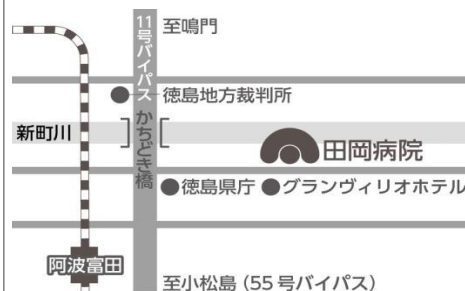 至鳴門
11号バイパス
徳島地方裁判所
新町川
かちどき橋
田岡病院
徳島県庁
グランヴィリオホテル
阿波富田
至小松島 (55号バイパス)